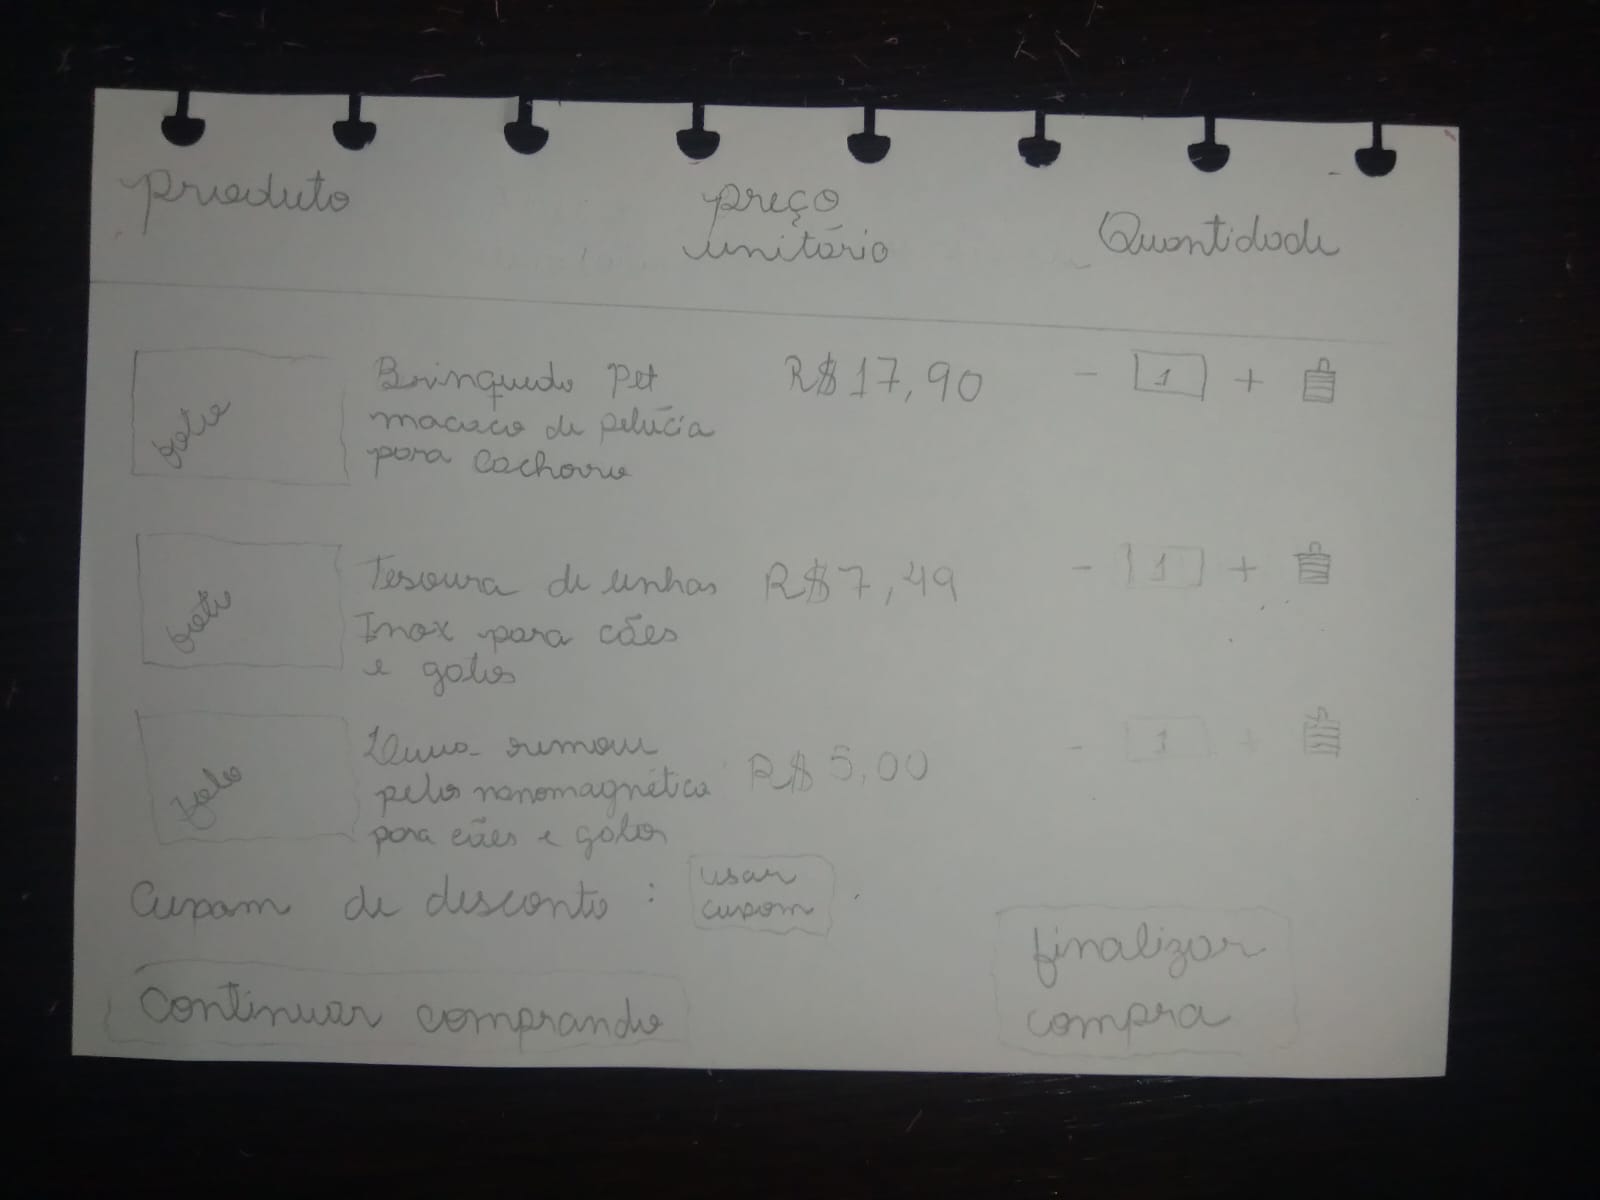 produto
preço
unitário
Quantidade
foto
Brinquedo Pet
macaco de pelúcia
para cachorro
R$17,90
- 1 +
foto
Tesoura de unhas
Inox para cães
e gatos
R$7,49
- 1 +
foto
remove
pelos nanomagnética
para cães e gatos
R$5,00
- 1 +
Cupom de desconto :
usar
cupom
continuar comprando
finalizar
compra